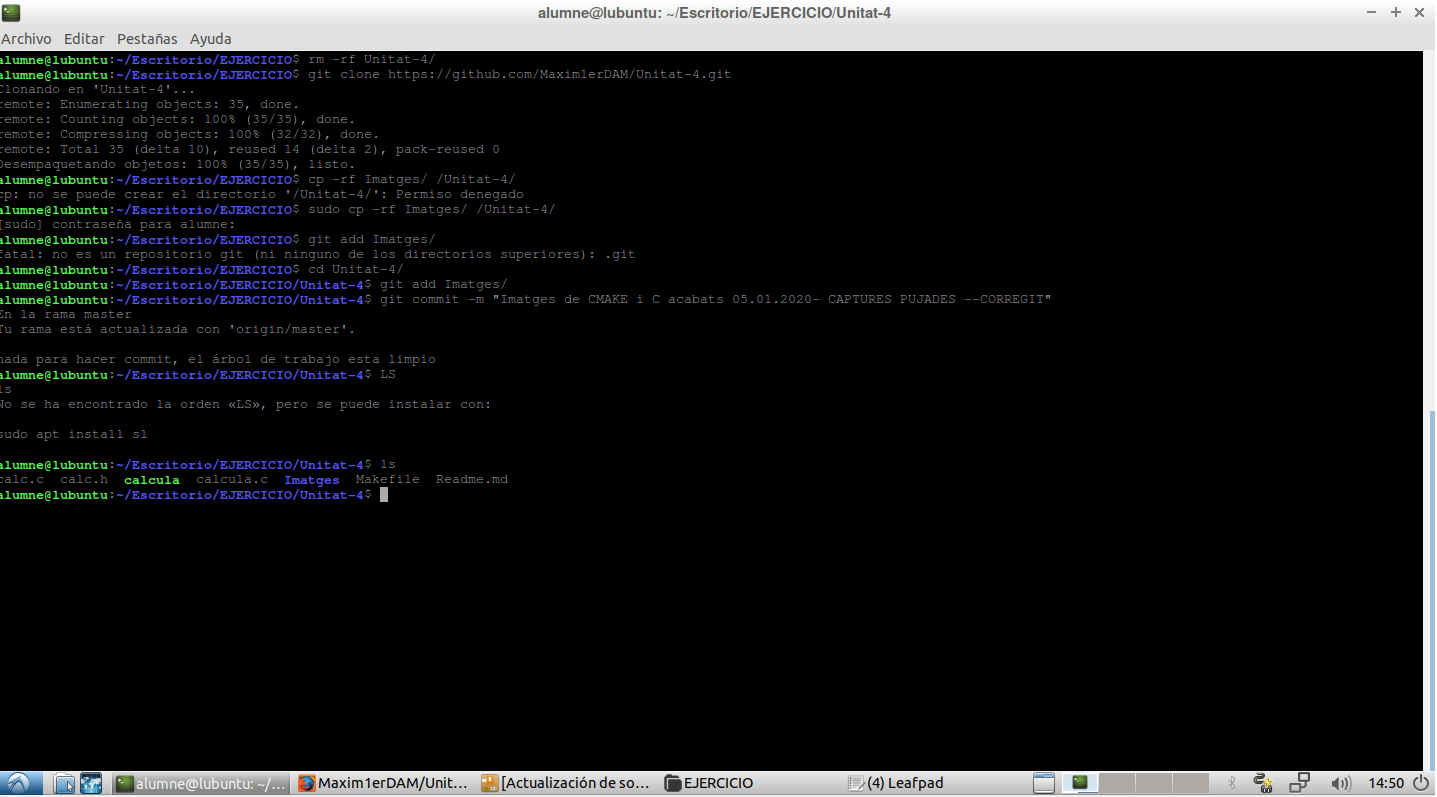 alumne@lubuntu: ~/Escritorio/EJERCICIO/Unitat-4
Archivo Editar Pestañas Ayuda
alumne@lubuntu:~/Escritorio/EJERCICIO$ rm -rf Unitat-4/
alumne@lubuntu:~/Escritorio/EJERCICIO$ git clone https://github.com/Maxim1erDAM/Unitat-4.git
Clonando en 'Unitat-4'...
remote: Enumerating objects: 35, done.
remote: Counting objects: 100% (35/35), done.
remote: Compressing objects: 100% (32/32), done.
remote: Total 35 (delta 10), reused 14 (delta 2), pack-reused 0
Desempaquetando objetos: 100% (35/35), listo.
alumne@lubuntu:~/Escritorio/EJERCICIO$ cp -rf Imatges/ /Unitat-4/
cp: no se puede crear el directorio '/Unitat-4/': Permiso denegado
alumne@lubuntu:~/Escritorio/EJERCICIO$ sudo cp -rf Imatges/ /Unitat-4/
[sudo] contraseña para alumne:
alumne@lubuntu:~/Escritorio/EJERCICIO$ git add Imatges/
fatal: no es un repositorio git (ni ninguno de los directorios superiores): .git
alumne@lubuntu:~/Escritorio/EJERCICIO$ cd Unitat-4/
alumne@lubuntu:~/Escritorio/EJERCICIO/Unitat-4$ git add Imatges/
alumne@lubuntu:~/Escritorio/EJERCICIO/Unitat-4$ git commit -m "Imatges de CMAKE i C acabats 05.01.2020- CAPTURES PUJADES --CORREGIT"
En la rama master
Tu rama está actualizada con 'origin/master'.
nada para hacer commit, el árbol de trabajo esta limpio
alumne@lubuntu:~/Escritorio/EJERCICIO/Unitat-4$ LS
ls
No se ha encontrado la orden «LS», pero se puede instalar con:
sudo apt install sl
alumne@lubuntu:~/Escritorio/EJERCICIO/Unitat-4$ ls
calc.c calc.h calcula calcula.c Imatges Makefile Readme.md
alumne@lubuntu:~/Escritorio/EJERCICIO/Unitat-4$
alumne@lubuntu: ~/... Maxim1erDAM/Unit... [Actualización de so... EJERCICIO (4) Leafpad 14:50